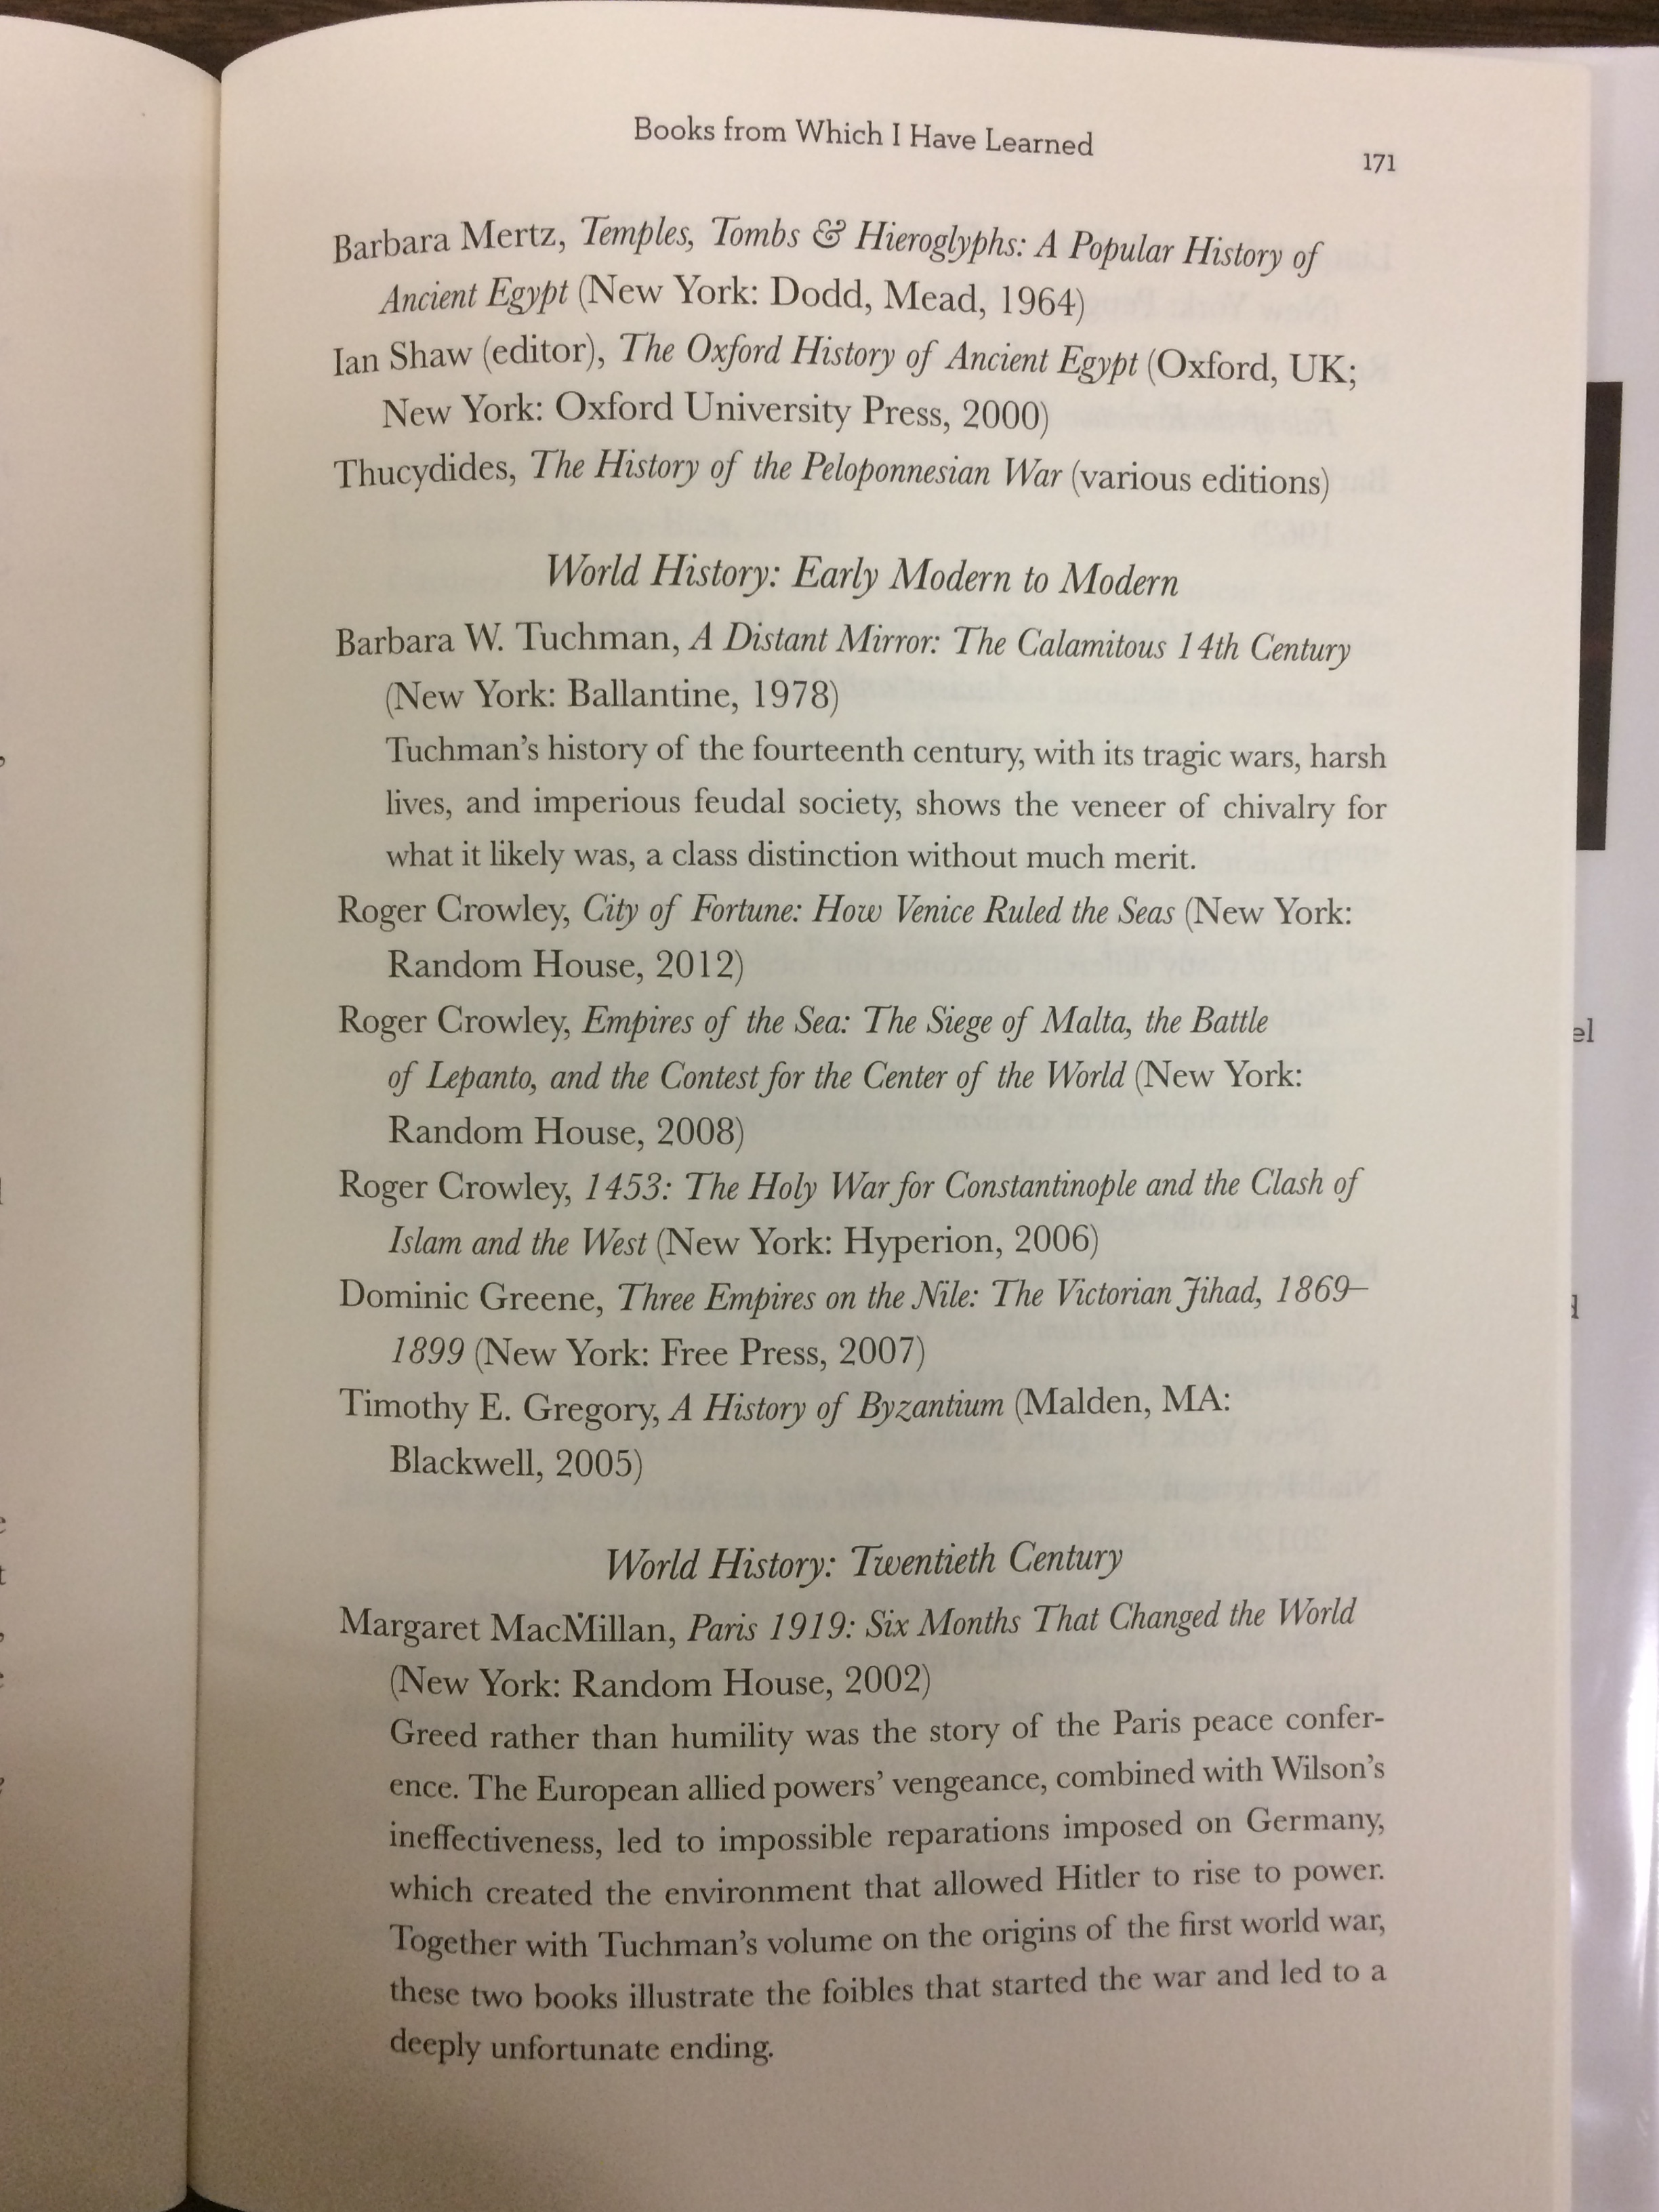 Books from Which I Have Learned
171
Barbara Mertz, Temples, Tombs & Hieroglyphs: A Popular History of
Ancient Egypt (New York: Dodd, Mead, 1964)
Ian Shaw (editor), The Oxford History of Ancient Egypt (Oxford, UK;
New York: Oxford University Press, 2000)
Thucydides, The History of the Peloponnesian War (various editions)
World History: Early Modern to Modern
Barbara W. Tuchman, A Distant Mirror: The Calamitous 14th Century
(New York: Ballantine, 1978)
Tuchman's history of the fourteenth century, with its tragic wars, harsh
lives, and imperious feudal society, shows the veneer of chivalry for
what it likely was, a class distinction without much merit.
Roger Crowley, City of Fortune: How Venice Ruled the Seas (New York:
Random House, 2012)
Roger Crowley, Empires of the Sea: The Siege of Malta, the Battle
of Lepanto, and the Contest for the Center of the World (New York:
Random House, 2008)
Roger Crowley, 1453: The Holy War for Constantinople and the Clash of
Islam and the West (New York: Hyperion, 2006)
Dominic Greene, Three Empires on the Nile: The Victorian Jihad, 1869–
1899 (New York: Free Press, 2007)
Timothy E. Gregory, A History of Byzantium (Malden, MA:
Blackwell, 2005)
World History: Twentieth Century
Margaret MacMillan, Paris 1919: Six Months That Changed the World
(New York: Random House, 2002)
Greed rather than humility was the story of the Paris peace confer-
ence. The European allied powers' vengeance, combined with Wilson's
ineffectiveness, led to impossible reparations imposed on Germany,
which created the environment that allowed Hitler to rise to power.
Together with Tuchman's volume on the origins of the first world war,
these two books illustrate the foibles that started the war and led to a
deeply unfortunate ending.